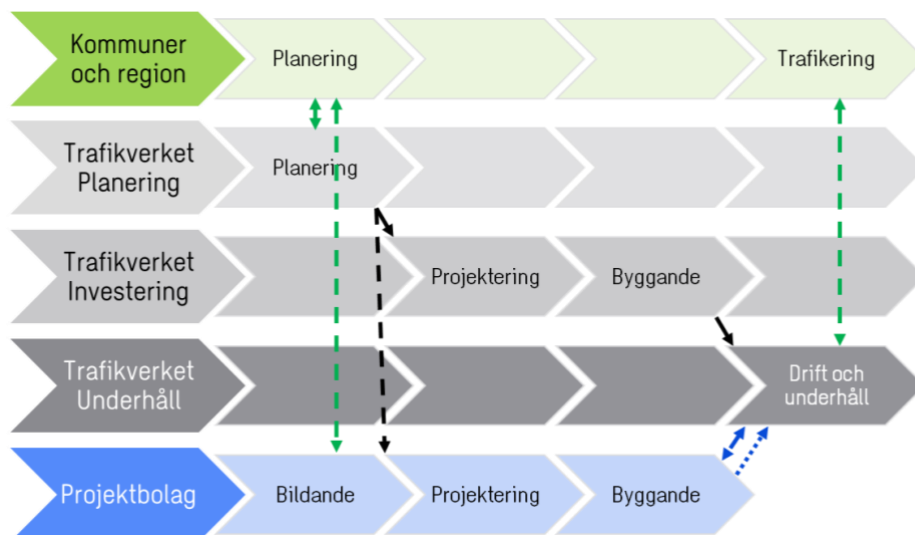 Kommuner
och region
Planering
Trafikering
Trafikverket
Planering
Planering
Trafikverket
Investering
Projektering
Byggande
Trafikverket
Underhåll
Drift och
underhåll
Projektbolag
Bildande
Projektering
Byggande